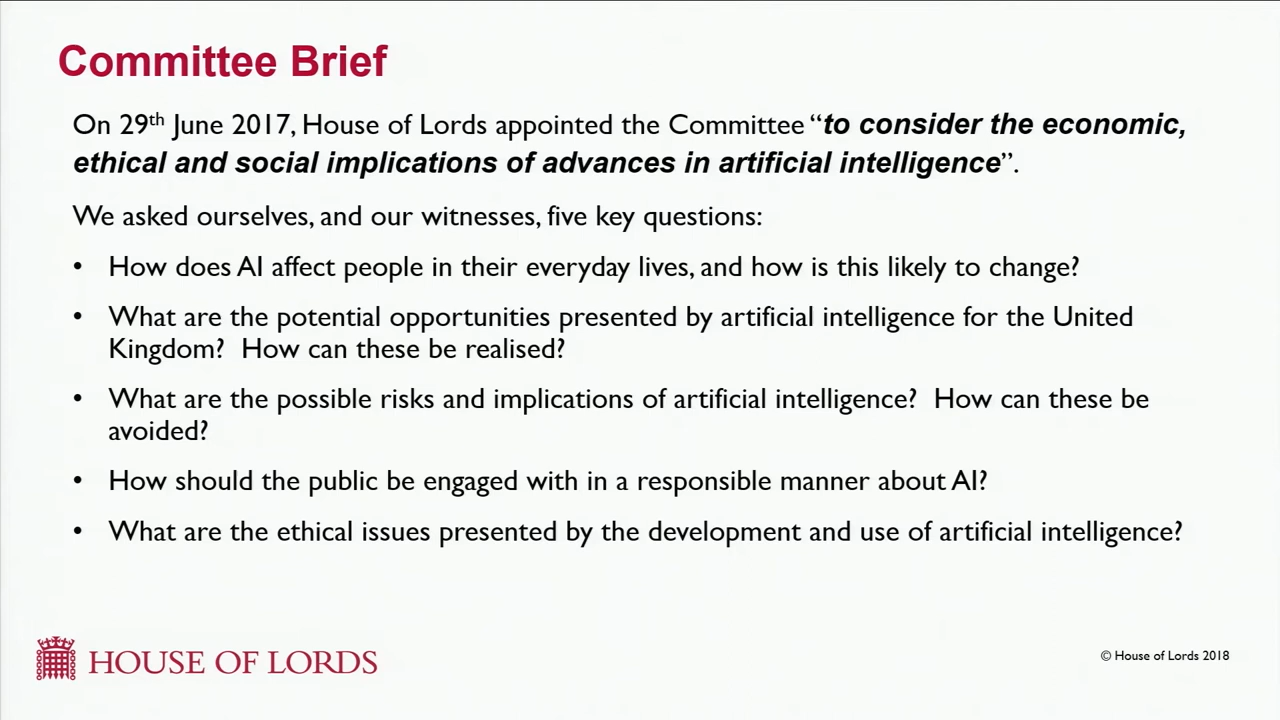 Committee Brief
On 29th June 2017, House of Lords appointed the Committee “to consider the economic,
ethical and social implications of advances in artificial intelligence”.
We asked ourselves, and our witnesses, five key questions:
• How does AI affect people in their everyday lives, and how is this likely to change?
• What are the potential opportunities presented by artificial intelligence for the United
Kingdom? How can these be realised?
• What are the possible risks and implications of artificial intelligence? How can these be
avoided?
• How should the public be engaged with in a responsible manner about AI?
• What are the ethical issues presented by the development and use of artificial intelligence?
HOUSE OF LORDS
© House of Lords 2018